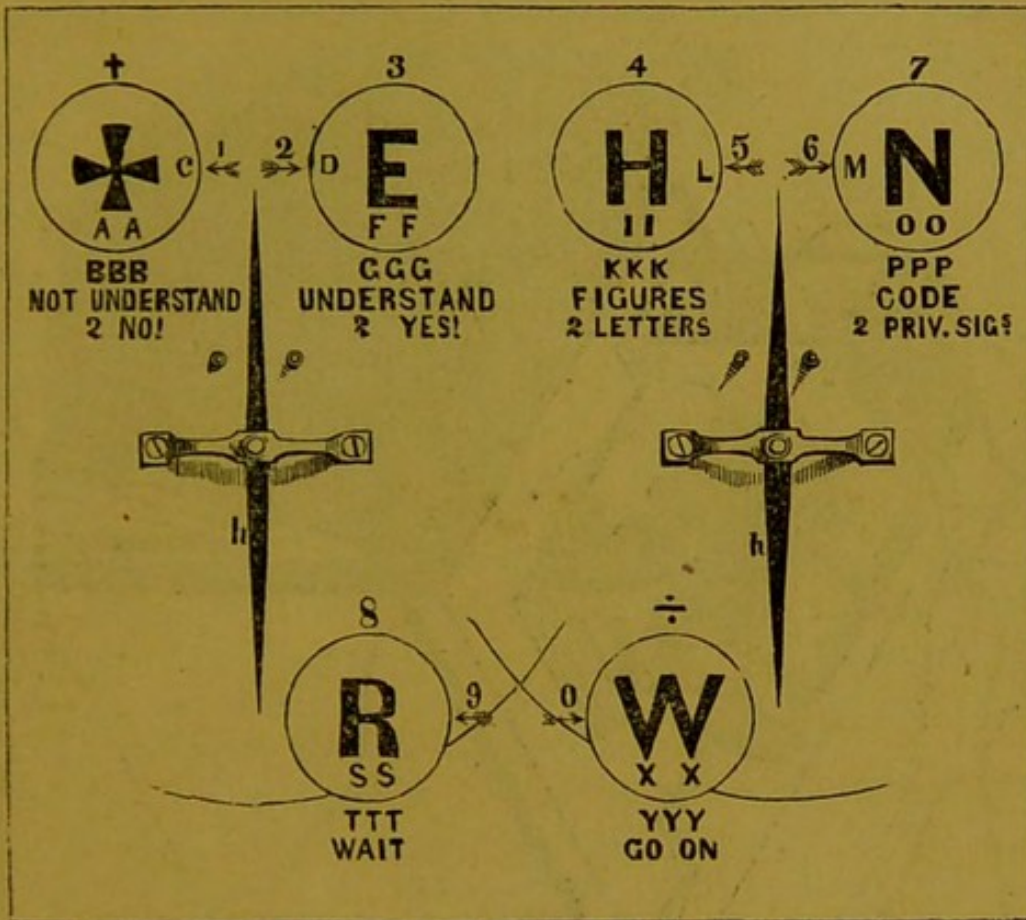 † 3 4 7
✠ C 1 2 D E H L 5 6 M N
A A F F I I O O
BBB GGG KKK PPP
NOT UNDERSTAND UNDERSTAND FIGURES CODE
2 NO! 2 YES! 2 LETTERS 2 PRIV. SIGS
h h
8 ÷
R 9 0 W
S S X X
TTT YYY
WAIT GO ON